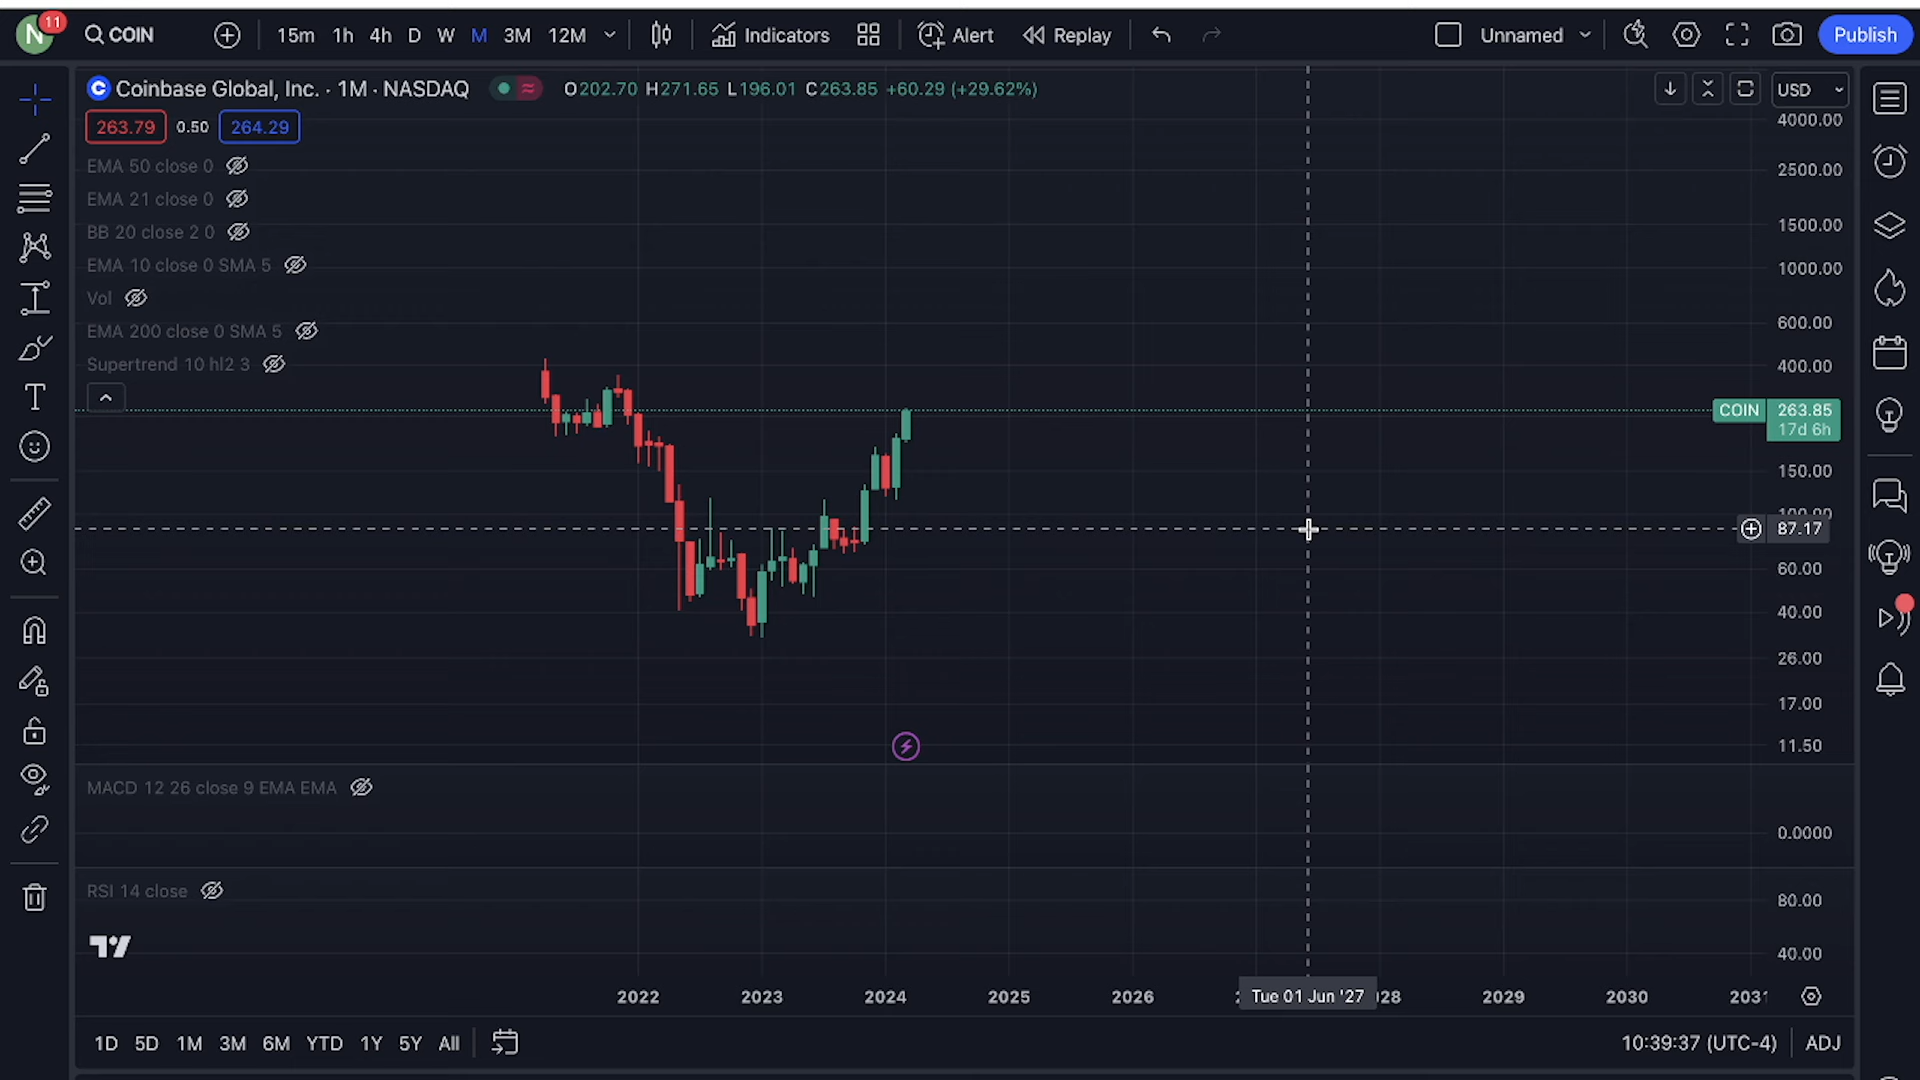 N 11 COIN 15m 1h 4h D W M 3M 12M Indicators Alert Replay Unnamed Publish
C Coinbase Global, Inc. · 1M · NASDAQ O202.70 H271.65 L196.01 C263.85 +60.29 (+29.62%) USD
263.79 0.50 264.29
EMA 50 close 0
EMA 21 close 0
BB 20 close 2 0
EMA 10 close 0 SMA 5
Vol
EMA 200 close 0 SMA 5
Supertrend 10 hl2 3
4000.00
2500.00
1500.00
1000.00
600.00
400.00
COIN 263.85
17d 6h
150.00
100.00
87.17
60.00
40.00
26.00
17.00
11.50
MACD 12 26 close 9 EMA EMA
0.0000
RSI 14 close
80.00
40.00
2022 2023 2024 2025 2026 Tue 01 Jun '27 2029 2030
1D 5D 1M 3M 6M YTD 1Y 5Y All 10:39:37 (UTC-4) ADJ